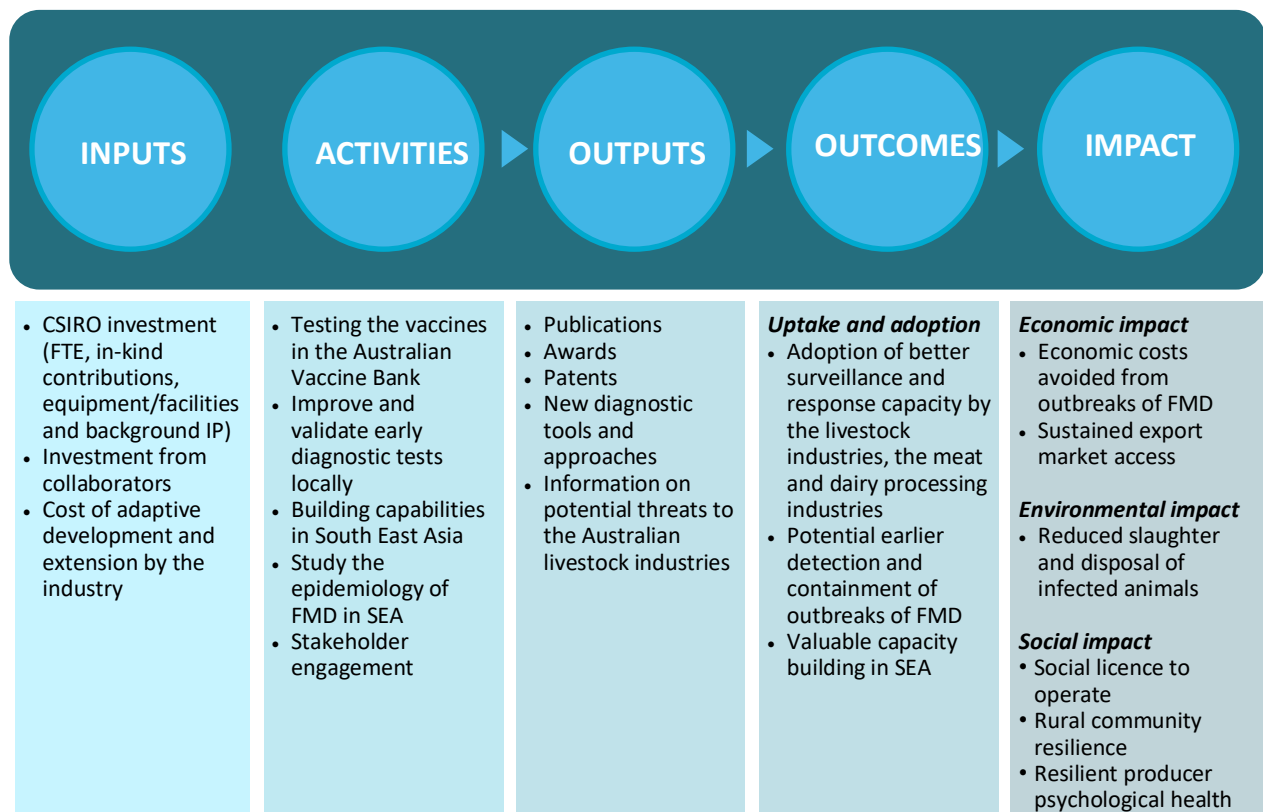 INPUTS
ACTIVITIES
OUTPUTS
OUTCOMES
IMPACT
• CSIRO investment
(FTE, in-kind
contributions,
equipment/facilities
and background IP)
• Investment from
collaborators
• Cost of adaptive
development and
extension by the
industry
• Testing the vaccines
in the Australian
Vaccine Bank
• Improve and
validate early
diagnostic tests
locally
• Building capabilities
in South East Asia
• Study the
epidemiology of
FMD in SEA
• Stakeholder
engagement
• Publications
• Awards
• Patents
• New diagnostic
tools and
approaches
• Information on
potential threats to
the Australian
livestock industries
Uptake and adoption
• Adoption of better
surveillance and
response capacity by
the livestock
industries, the meat
and dairy processing
industries
• Potential earlier
detection and
containment of
outbreaks of FMD
• Valuable capacity
building in SEA
Economic impact
• Economic costs
avoided from
outbreaks of FMD
• Sustained export
market access
Environmental impact
• Reduced slaughter
and disposal of
infected animals
Social impact
• Social licence to
operate
• Rural community
resilience
• Resilient producer
psychological health